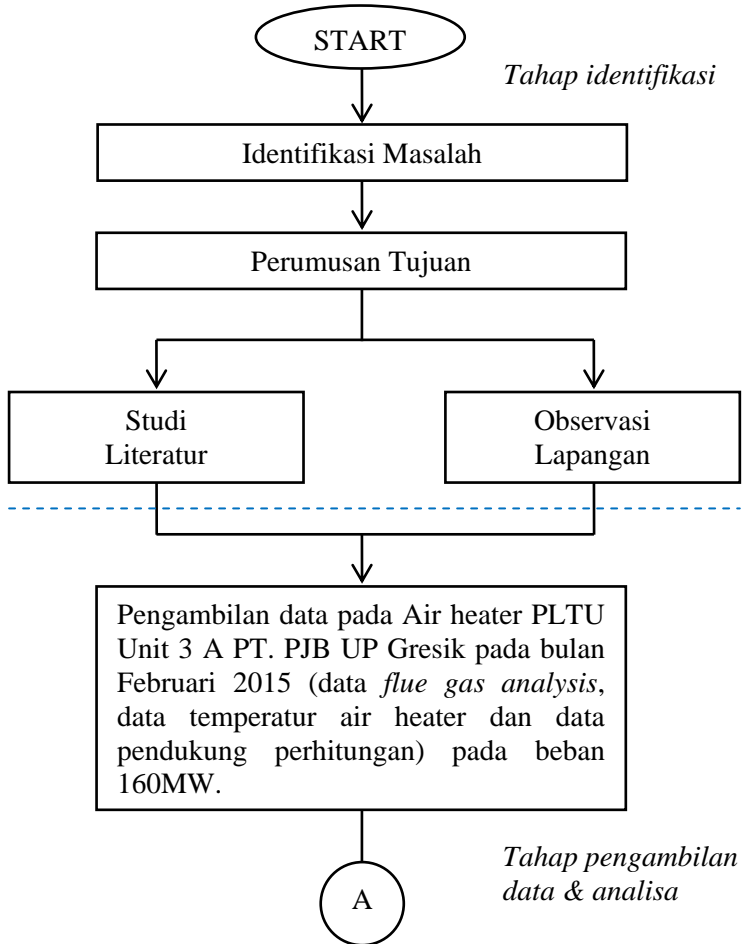 START
Tahap identifikasi
Identifikasi Masalah
Perumusan Tujuan
Studi
Literatur
Observasi
Lapangan
Pengambilan data pada Air heater PLTU
Unit 3 A PT. PJB UP Gresik pada bulan
Februari 2015 (data flue gas analysis,
data temperatur air heater dan data
pendukung perhitungan) pada beban
160MW.
Tahap pengambilan
data & analisa
A